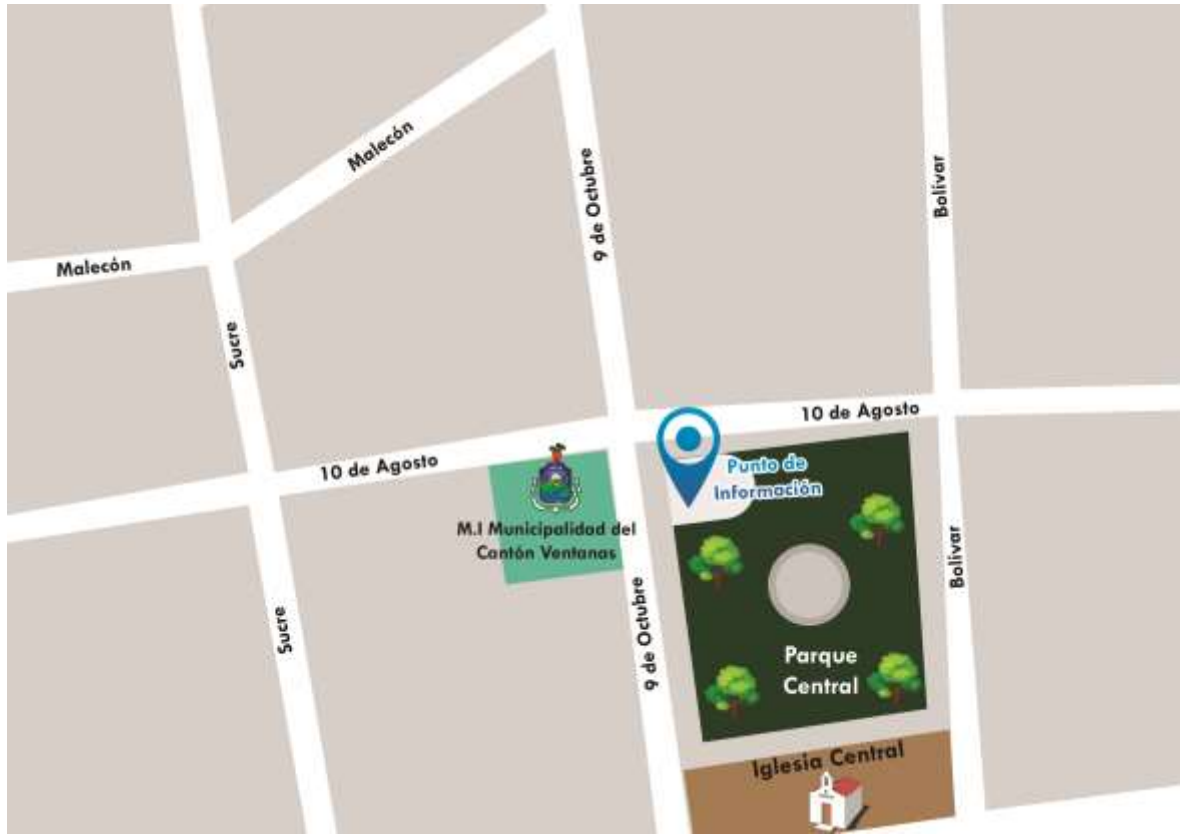 Malecón
9 de Octubre
Bolívar
Malecón
Sucre
10 de Agosto
10 de Agosto
Punto de
Información
M.I Municipalidad del
Cantón Ventanas
Bolívar
Sucre
9 de Octubre
Parque
Central
Iglesia Central